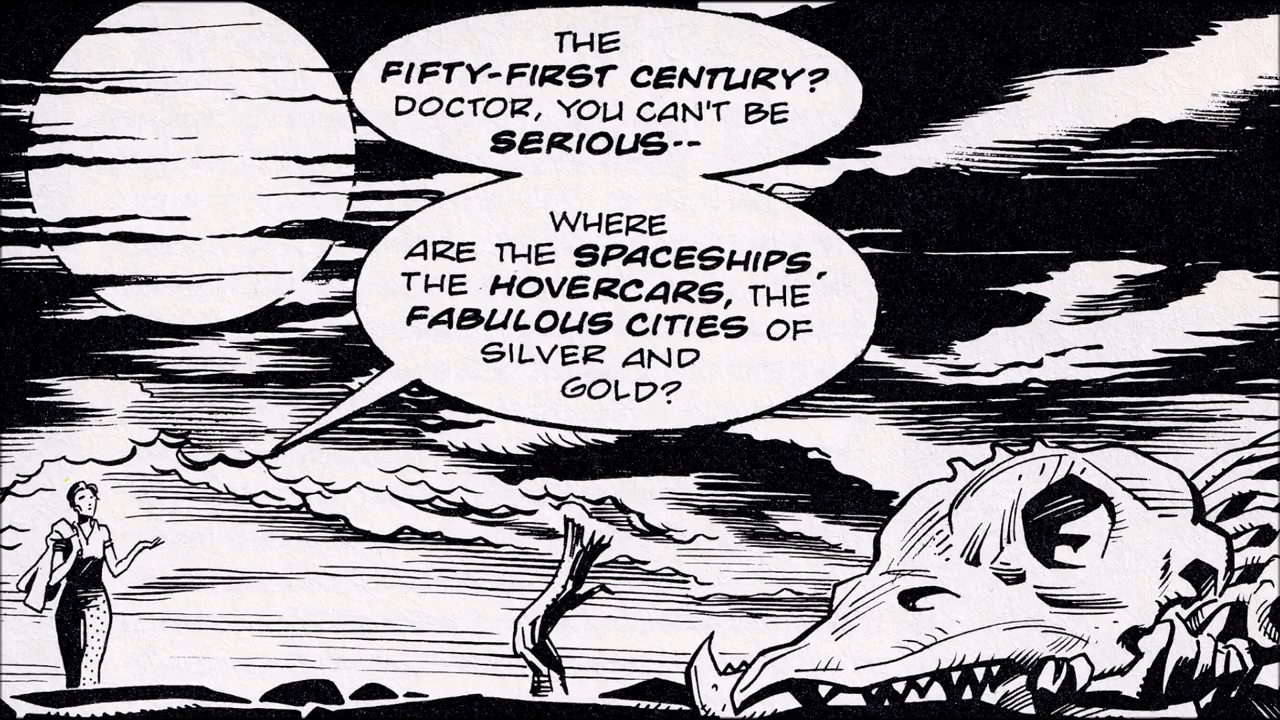 THE
FIFTY-FIRST CENTURY?
DOCTOR, YOU CAN'T BE
SERIOUS--
WHERE
ARE THE SPACESHIPS,
THE HOVERCARS, THE
FABULOUS CITIES OF
SILVER AND
GOLD?